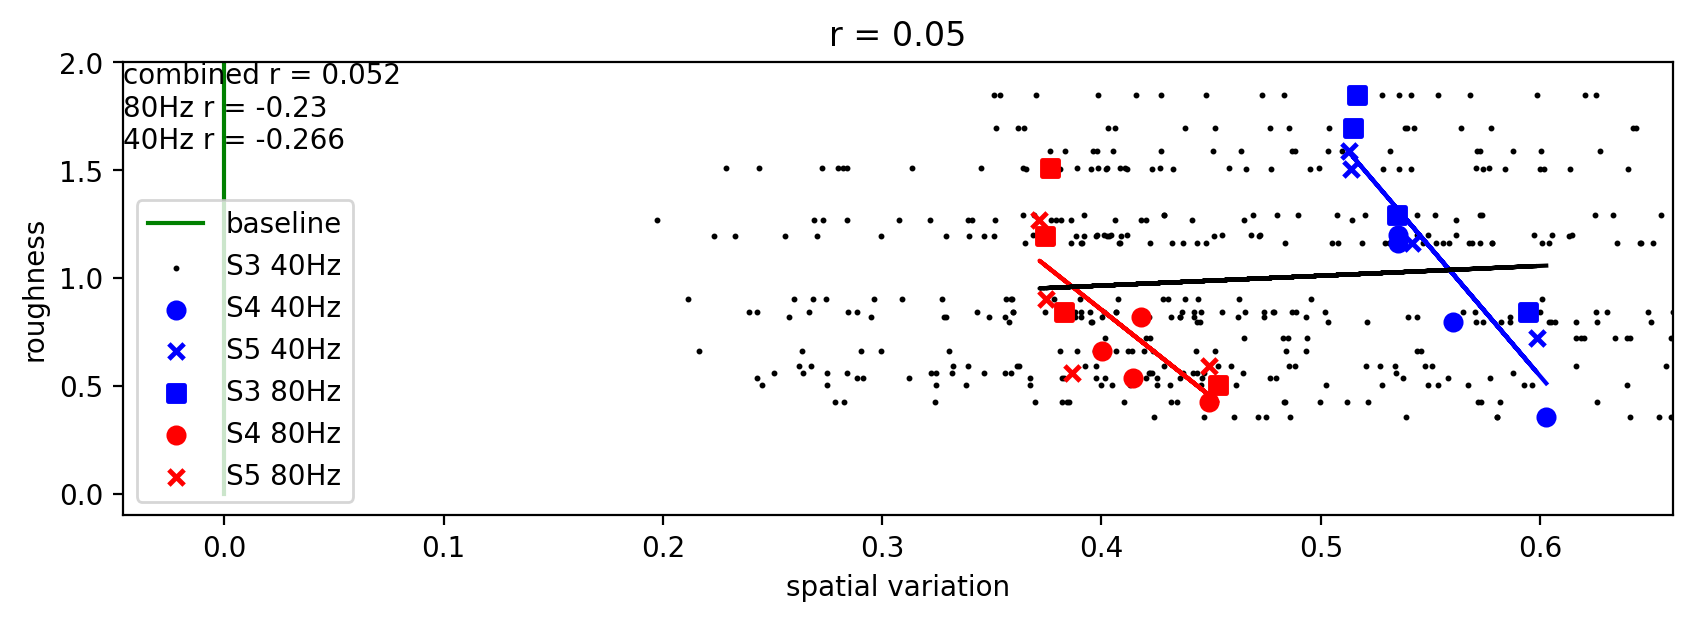 r = 0.05
combined r = 0.052
80Hz r = -0.23
40Hz r = -0.266
2.0
1.5
1.0
0.5
0.0
roughness
baseline
S3 40Hz
S4 40Hz
S5 40Hz
S3 80Hz
S4 80Hz
S5 80Hz
0.0 0.1 0.2 0.3 0.4 0.5 0.6
spatial variation